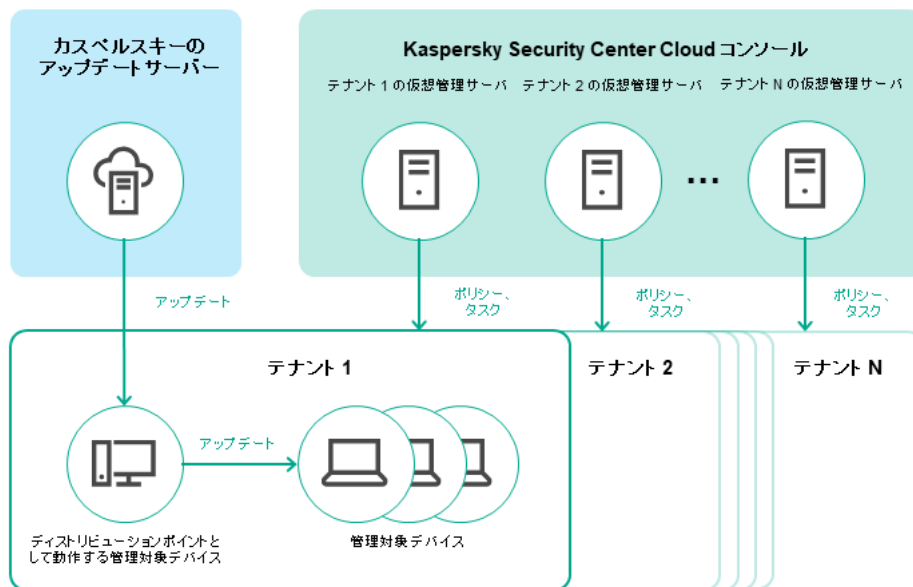 カスペルスキーの
アップデートサーバー
Kaspersky Security Center Cloud コンソール
テナント 1 の仮想管理サーバ
テナント 2 の仮想管理サーバ
テナント N の仮想管理サーバ
...
アップデート
ポリシー、
タスク
ポリシー、
タスク
ポリシー、
タスク
テナント 1
テナント 2
テナント N
アップデート
ディストリビューションポイントと
して動作する管理対象デバイス
管理対象デバイス